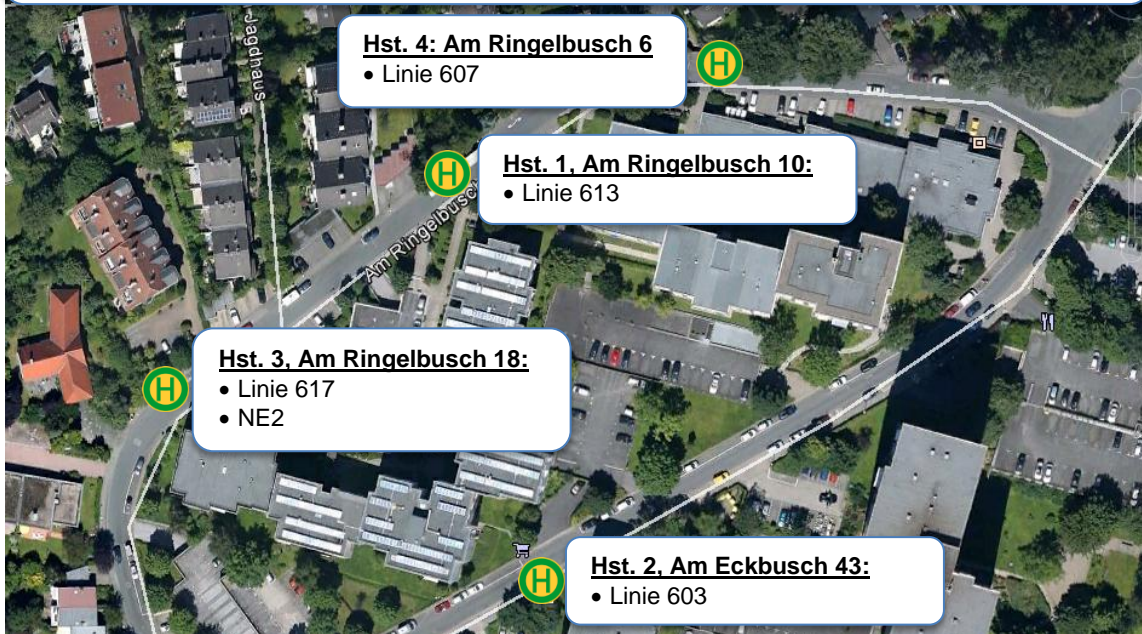 Jagdhaus
Hst. 4: Am Ringelbusch 6
• Linie 607
H
H
Hst. 1, Am Ringelbusch 10:
• Linie 613
Am Ringelbusch
H
Hst. 3, Am Ringelbusch 18:
• Linie 617
• NE2
H
Hst. 2, Am Eckbusch 43:
• Linie 603